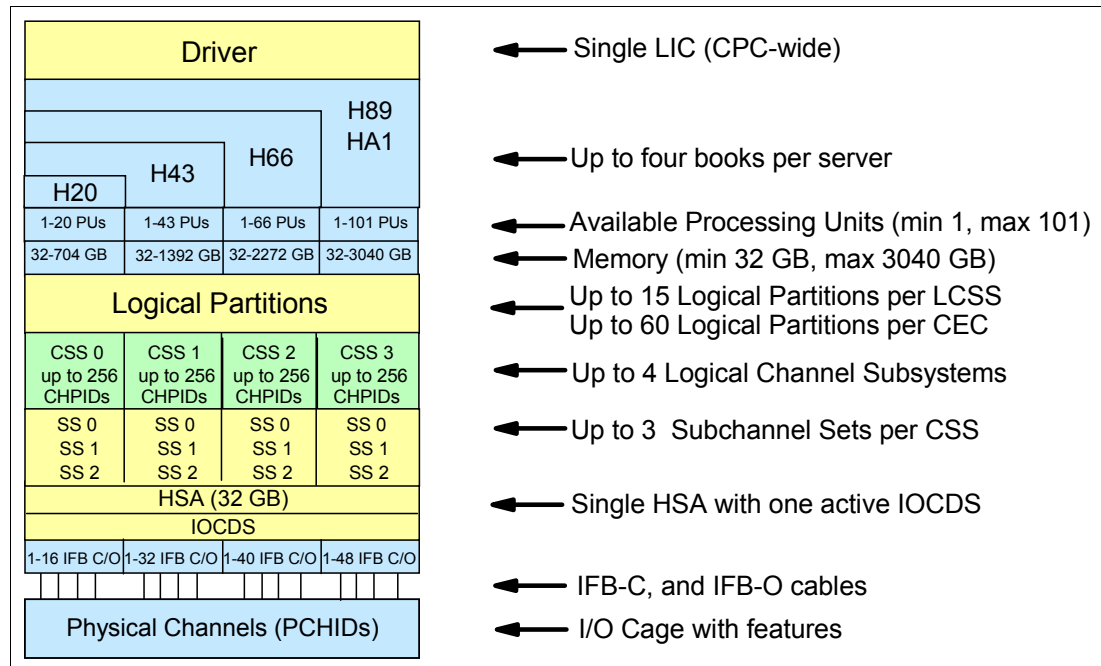 Driver
Single LIC (CPC-wide)
H89
HA1
H66
H43
H20
Up to four books per server
1-20 PUs 1-43 PUs 1-66 PUs 1-101 PUs
Available Processing Units (min 1, max 101)
32-704 GB 32-1392 GB 32-2272 GB 32-3040 GB
Memory (min 32 GB, max 3040 GB)
Logical Partitions
Up to 15 Logical Partitions per LCSS
Up to 60 Logical Partitions per CEC
CSS 0 CSS 1 CSS 2 CSS 3
up to 256 up to 256 up to 256 up to 256
CHPIDs CHPIDs CHPIDs CHPIDs
Up to 4 Logical Channel Subsystems
SS 0 SS 0 SS 0 SS 0
SS 1 SS 1 SS 1 SS 1
SS 2 SS 2 SS 2 SS 2
Up to 3 Subchannel Sets per CSS
HSA (32 GB)
Single HSA with one active IOCDS
IOCDS
1-16 IFB C/O 1-32 IFB C/O 1-40 IFB C/O 1-48 IFB C/O
IFB-C, and IFB-O cables
Physical Channels (PCHIDs)
I/O Cage with features